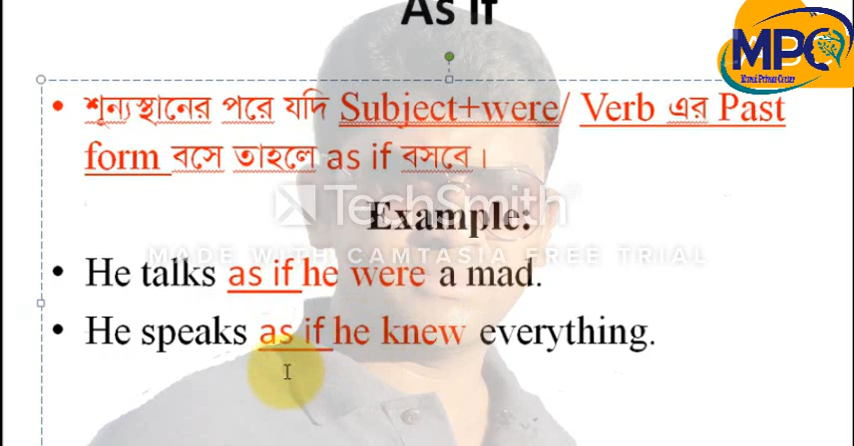 As If
MPC
• শূন্যস্থানের পরে যদি Subject+were/ Verb এর Past
form বসে তাহলে as if বসবে।
TechSmith
Example:
MADE WITH CAMTASIA FREE TRIAL
• He talks as if he were a mad.
• He speaks as if he knew everything.